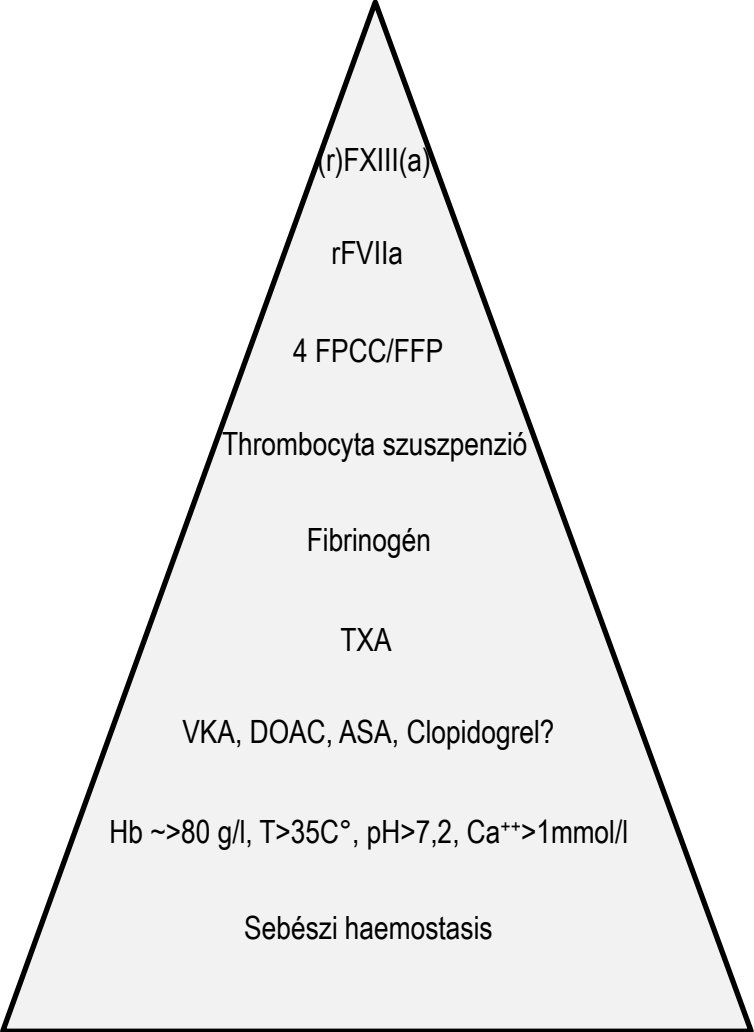 (r)FXIII(a)
rFVIIa
4 FPCC/FFP
Thrombocyta szuszpenzió
Fibrinogén
TXA
VKA, DOAC, ASA, Clopidogrel?
Hb ~>80 g/l, T>35C°, pH>7,2, Ca⁺⁺>1mmol/l
Sebészi haemostasis